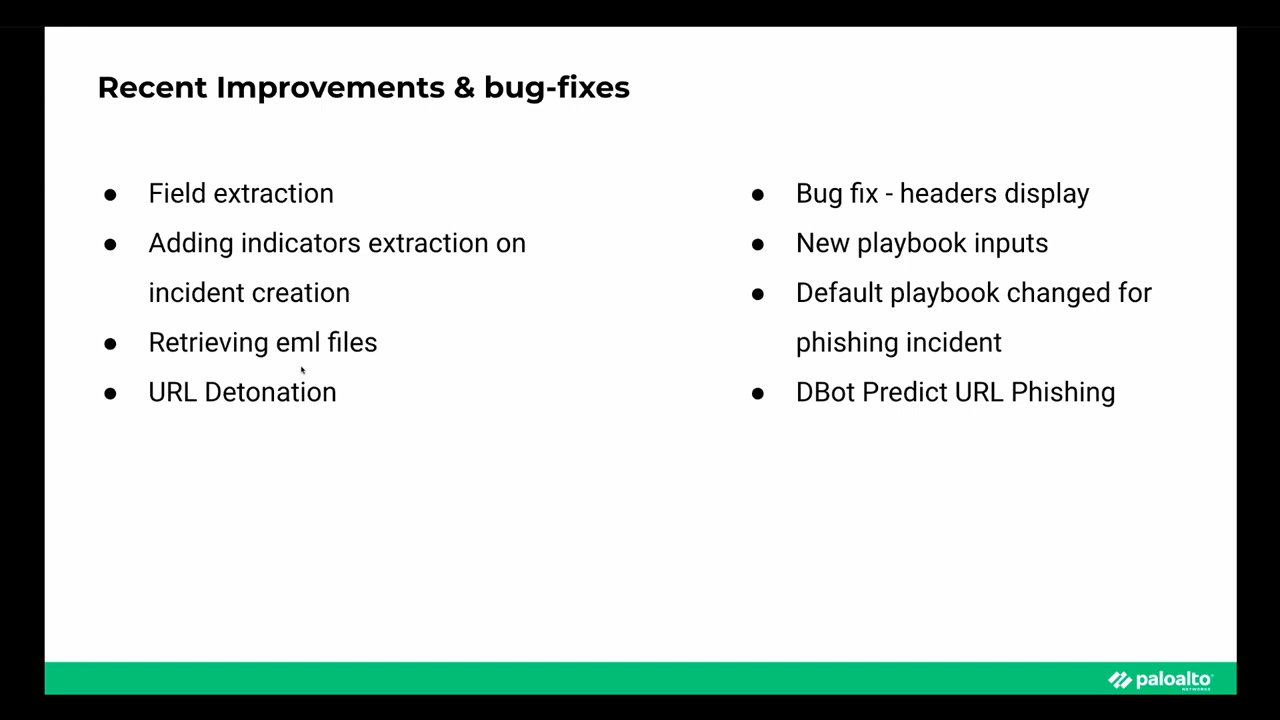 Recent Improvements & bug-fixes
● Field extraction
● Adding indicators extraction on
incident creation
● Retrieving eml files
● URL Detonation
● Bug fix - headers display
● New playbook inputs
● Default playbook changed for
phishing incident
● DBot Predict URL Phishing
paloalto
NETWORKS